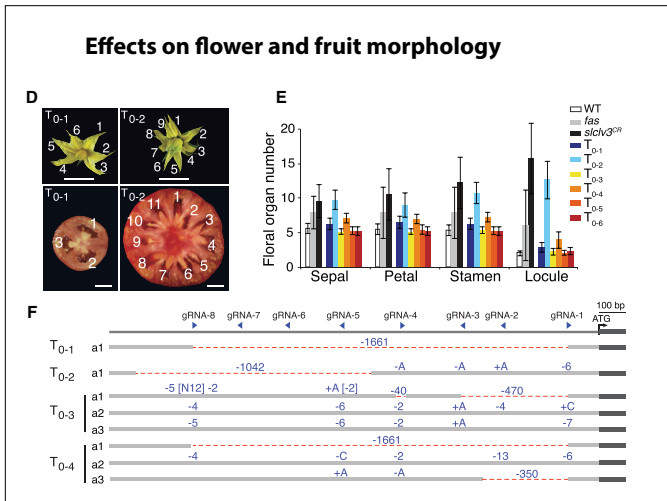 Effects on flower and fruit morphology
D
T0-1
6 1
5 2
4 3
T0-2
9 1
8 2
7 3
6 5 4
T0-1
1
3
2
T0-2
11 1 2
10 3
9 4
8 5
7 6
E
Floral organ number
20
15
10
5
0
Sepal Petal Stamen Locule
WT
fas
slclv3CR
T0-1
T0-2
T0-3
T0-4
T0-5
T0-6
F
100 bp
gRNA-8 gRNA-7 gRNA-6 gRNA-5 gRNA-4 gRNA-3 gRNA-2 gRNA-1 ATG
T0-1 a1 -1661
T0-2 a1 -1042 -A -A +A -6
T0-3
a1 -5 [N12] -2 +A [-2] -40 -470
a2 -4 -6 -2 +A -4 +C
a3 -5 -6 -2 +A -7
T0-4
a1 -1661
a2 -4 -C -2 -13 -6
a3 +A -A -350